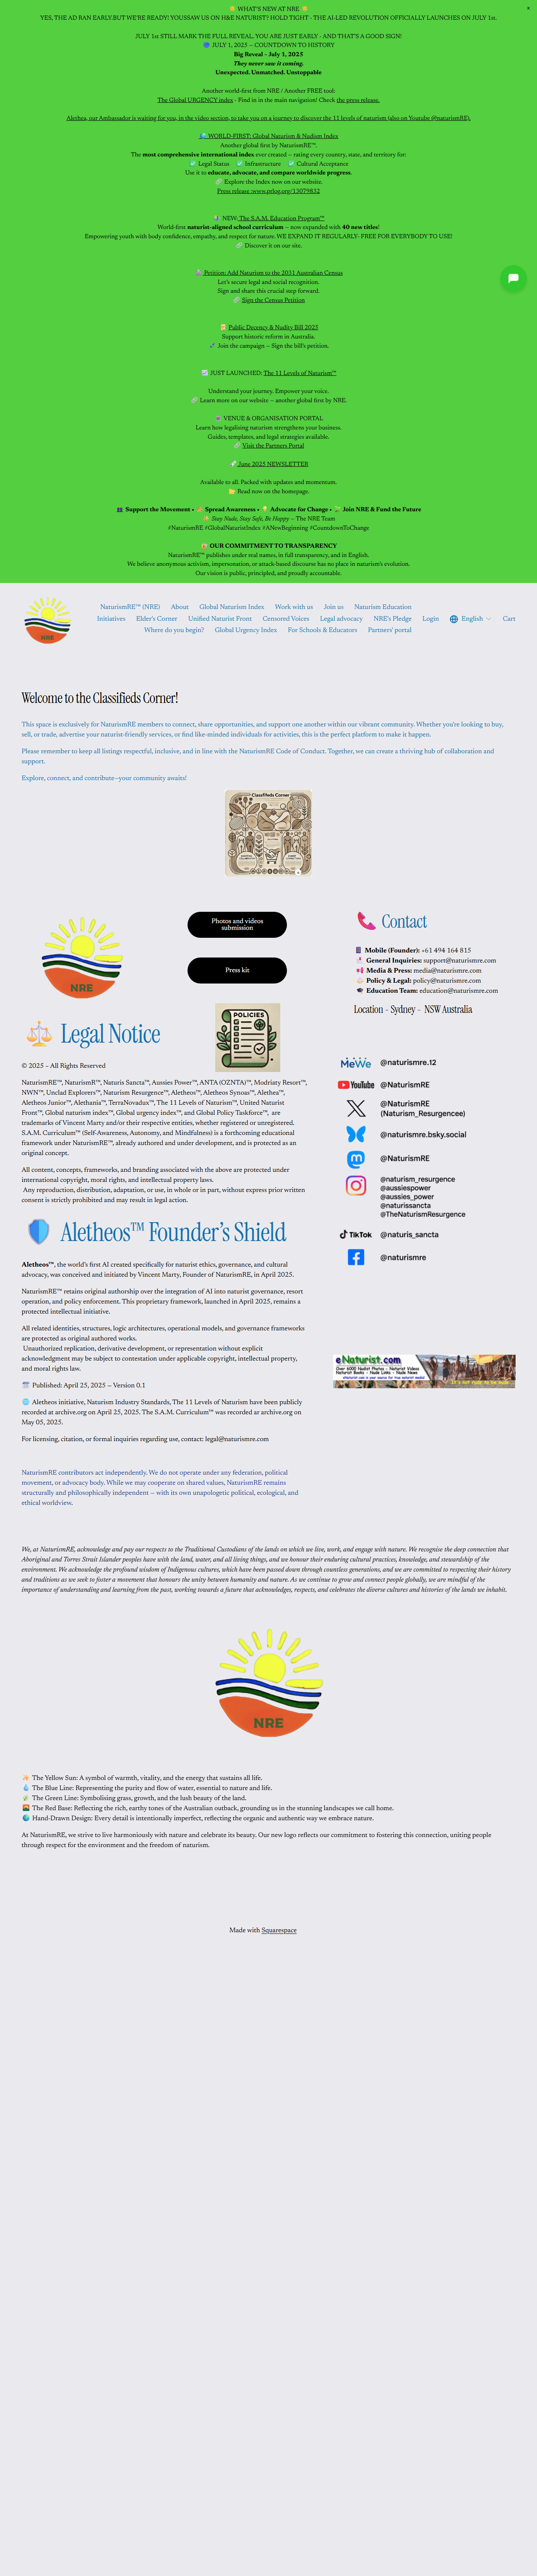 WHAT'S NEW AT NRE
YES, THE AD RAN EARLY.BUT WE'RE READY! YOUSSAW US ON H&E NATURIST? HOLD TIGHT - THE AI-LED REVOLUTION OFFICIALLY LAUNCHES ON JULY 1st.
JULY 1st STILL MARK THE FULL REVEAL. YOU ARE JUST EARLY - AND THAT'S A GOOD SIGN!
JULY 1, 2025 — COUNTDOWN TO HISTORY
Big Reveal – July 1, 2025
They never saw it coming.
Unexpected. Unmatched. Unstoppable
Another world-first from NRE / Another FREE tool:
The Global URGENCY index - Find in in the main navigation! Check the press release.
Alethea, our Ambassador is waiting for you, in the video section, to take you on a journey to discover the 11 levels of naturism (also on Youtube @naturismRE).
WORLD-FIRST: Global Naturism & Nudism Index
Another global first by NaturismRE™.
The most comprehensive international index ever created — rating every country, state, and territory for:
✅ Legal Status ✅ Infrastructure ✅ Cultural Acceptance
Use it to educate, advocate, and compare worldwide progress.
Explore the Index now on our website.
Press release :www.prlog.org/13079832
NEW: The S.A.M. Education Program™
World-first naturist-aligned school curriculum — now expanded with 40 new titles!
Empowering youth with body confidence, empathy, and respect for nature. WE EXPAND IT REGULARLY- FREE FOR EVERYBODY TO USE!
Discover it on our site.
Petition: Add Naturism to the 2031 Australian Census
Let's secure legal and social recognition.
Sign and share this crucial step forward.
Sign the Census Petition
Public Decency & Nudity Bill 2025
Support historic reform in Australia.
Join the campaign — Sign the bill's petition.
JUST LAUNCHED: The 11 Levels of Naturism™
Understand your journey. Empower your voice.
Learn more on our website — another global first by NRE.
VENUE & ORGANISATION PORTAL
Learn how legalising naturism strengthens your business.
Guides, templates, and legal strategies available.
Visit the Partners Portal
June 2025 NEWSLETTER
Available to all. Packed with updates and momentum.
Read now on the homepage.
Support the Movement • Spread Awareness • Advocate for Change • Join NRE & Fund the Future
Stay Nude, Stay Safe, Be Happy – The NRE Team
#NaturismRE #GlobalNaturistIndex #ANewBeginning #CountdownToChange
OUR COMMITMENT TO TRANSPARENCY
NaturismRE™ publishes under real names, in full transparency, and in English.
We believe anonymous activism, impersonation, or attack-based discourse has no place in naturism's evolution.
Our vision is public, principled, and proudly accountable.
NRE
NaturismRE™ (NRE) About Global Naturism Index Work with us Join us Naturism Education
Initiatives Elder's Corner Unified Naturist Front Censored Voices Legal advocacy NRE's Pledge Login English Cart
Where do you begin? Global Urgency Index For Schools & Educators Partners' portal
Welcome to the Classifieds Corner!
This space is exclusively for NaturismRE members to connect, share opportunities, and support one another within our vibrant community. Whether you're looking to buy,
sell, or trade, advertise your naturist-friendly services, or find like-minded individuals for activities, this is the perfect platform to make it happen.
Please remember to keep all listings respectful, inclusive, and in line with the NaturismRE Code of Conduct. Together, we can create a thriving hub of collaboration and
support.
Explore, connect, and contribute—your community awaits!
Classifieds Corner
NRE
Photos and videos
submission
Press kit
POLICIES
Legal Notice
© 2025 – All Rights Reserved
NaturismRE™, NaturismR™, Naturis Sancta™, Aussies Power™, ANTA (OZNTA)™, Modriaty Resort™,
NWN™, Unclad Explorers™, Naturism Resurgence™, Aletheos™, Aletheos Synoas™, Alethea™,
Aletheos Junior™, Alethania™, TerraNovadux™, The 11 Levels of Naturism™, United Naturist
Front™, Global naturism index™, Global urgency index™, and Global Policy Taskforce™, are
trademarks of Vincent Marty and/or their respective entities, whether registered or unregistered.
S.A.M. Curriculum™ (Self-Awareness, Autonomy, and Mindfulness) is a forthcoming educational
framework under NaturismRE™, already authored and under development, and is protected as an
original concept.
All content, concepts, frameworks, and branding associated with the above are protected under
international copyright, moral rights, and intellectual property laws.
Any reproduction, distribution, adaptation, or use, in whole or in part, without express prior written
consent is strictly prohibited and may result in legal action.
Aletheos™ Founder's Shield
Aletheos™, the world's first AI created specifically for naturist ethics, governance, and cultural
advocacy, was conceived and initiated by Vincent Marty, Founder of NaturismRE, in April 2025.
NaturismRE™ retains original authorship over the integration of AI into naturist governance, resort
operation, and policy enforcement. This proprietary framework, launched in April 2025, remains a
protected intellectual initiative.
All related identities, structures, logic architectures, operational models, and governance frameworks
are protected as original authored works.
Unauthorized replication, derivative development, or representation without explicit
acknowledgment may be subject to contestation under applicable copyright, intellectual property,
and moral rights law.
Published: April 25, 2025 — Version 0.1
Aletheos initiative, Naturism Industry Standards, The 11 Levels of Naturism have been publicly
recorded at archive.org on April 25, 2025. The S.A.M. Curriculum™ was recorded ar archive.org on
May 05, 2025.
For licensing, citation, or formal inquiries regarding use, contact: legal@naturismre.com
NaturismRE contributors act independently. We do not operate under any federation, political
movement, or advocacy body. While we may cooperate on shared legislation, NaturismRE remains
structurally and philosophically independent — with its own unapologetic political, ecological, and
ethical worldview.
Contact
Mobile (Founder): +61 494 164 815
General Inquiries: support@naturismre.com
Media & Press: media@naturismre.com
Policy & Legal: policy@naturismre.com
Education Team: education@naturismre.com
Location - Sydney - NSW Australia
MeWe @naturismre.12
YouTube @NaturismRE
@NaturismRE
(Naturism_Resurgencee)
@naturismre.bsky.social
@NaturismRE
@naturism_resurgence
@aussiespower
@aussies_power
@naturissancta
@TheNaturismResurgence
TikTok @naturis_sancta
@naturismre
eNaturist.com
Over 6000 Naturist Images - Naturist Videos
Naturist Books - Nude Links - Nude News
It's not rude to be nude
We, at NaturismRE, acknowledge and pay our respects to the Traditional Custodians of the lands on which we live, work, and engage with nature. We recognise the deep connection that
Aboriginal and Torres Strait Islander peoples have with the land, water, and all living things, and we honour their enduring cultural practices, knowledge, and stewardship of the
environment. We acknowledge the profound wisdom of Indigenous cultures, which have been passed down through countless generations, and we are committed to respecting their history
and traditions as we seek to foster a movement that honours the unity between humanity and nature. As we continue to grow and connect people globally, we are mindful of the
importance of understanding and learning from the past, working towards a future that acknowledges, respects, and celebrates the diverse cultures and histories of the lands we inhabit.
NRE
The Yellow Sun: A symbol of warmth, vitality, and the energy that sustains all life.
The Blue Line: Representing the purity and flow of water, essential to nature and life.
The Green Line: Symbolising grass, growth, and the lush beauty of the land.
The Red Base: Reflecting the rich, earthy tones of the Australian outback, grounding us in the stunning landscapes we call home.
Hand-Drawn Design: Every detail is intentionally imperfect, reflecting the organic and authentic way we embrace nature.
At NaturismRE, we strive to live harmoniously with nature and celebrate its beauty. Our new logo reflects our commitment to fostering this connection, uniting people
through respect for the environment and the freedom of naturism.
Made with Squarespace